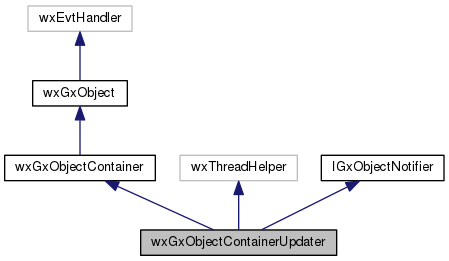 wxEvtHandler
wxGxObject
wxGxObjectContainer
wxThreadHelper
IGxObjectNotifier
wxGxObjectContainerUpdater